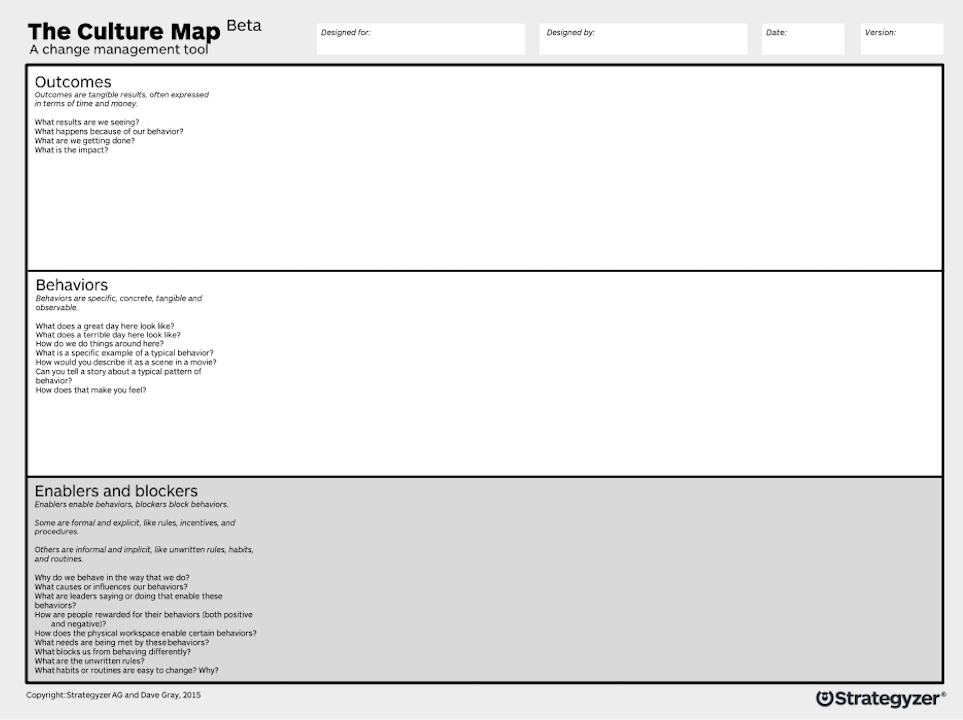 The Culture Map Beta
A change management tool
Designed for:
Designed by:
Date:
Version:
Outcomes
Outcomes are tangible results, often expressed
in terms of time and money.
What results are we seeing?
What happens because of our behavior?
What are we getting done?
What is the impact?
Behaviors
Behaviors are specific, concrete, tangible and
observable.
What does a great day here look like?
What does a terrible day here look like?
How do we do things around here?
What is a specific example of a typical behavior?
How would you describe it as a scene in a movie?
Can you tell a story about a typical pattern of
behavior?
How does that make you feel?
Enablers and blockers
Enablers enable behaviors, blockers block behaviors.
Some are formal and explicit, like rules, incentives, and
procedures.
Others are informal and implicit, like unwritten rules, habits,
and routines.
Why do we behave in the way that we do?
What causes or influences our behaviors?
What are leaders saying or doing that enable these
behaviors?
How are people rewarded for their behaviors (both positive
and negative)?
How does the physical workspace enable certain behaviors?
What needs are being met by these behaviors?
What blocks us from behaving differently?
What are the unwritten rules?
What habits or routines are easy to change? Why?
Copyright: Strategyzer AG and Dave Gray, 2015
Strategyzer®